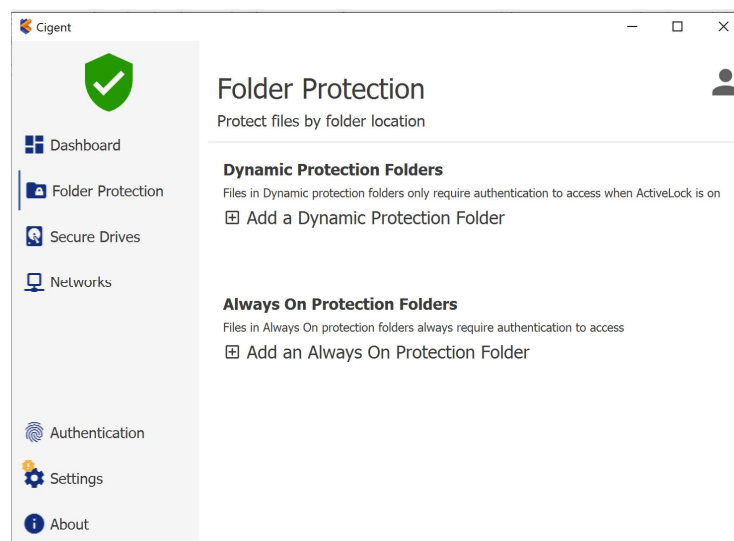 Cigent
Folder Protection
Protect files by folder location
Dashboard
Folder Protection
Secure Drives
Networks
Dynamic Protection Folders
Files in Dynamic protection folders only require authentication to access when ActiveLock is on
Add a Dynamic Protection Folder
Always On Protection Folders
Files in Always On protection folders always require authentication to access
Add an Always On Protection Folder
Authentication
Settings
About